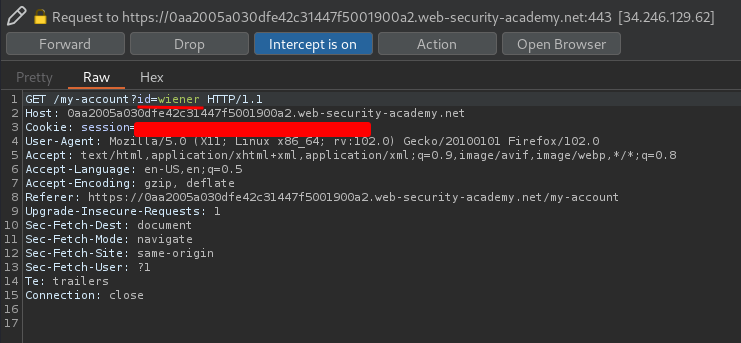 Request to https://0aa2005a030dfe42c31447f5001900a2.web-security-academy.net:443 [34.246.129.62]
Forward Drop Intercept is on Action Open Browser
Pretty Raw Hex
1 GET /my-account?id=wiener HTTP/1.1
2 Host: 0aa2005a030dfe42c31447f5001900a2.web-security-academy.net
3 Cookie: session=
4 User-Agent: Mozilla/5.0 (X11; Linux x86_64; rv:102.0) Gecko/20100101 Firefox/102.0
5 Accept: text/html,application/xhtml+xml,application/xml;q=0.9,image/avif,image/webp,*/*;q=0.8
6 Accept-Language: en-US,en;q=0.5
7 Accept-Encoding: gzip, deflate
8 Referer: https://0aa2005a030dfe42c31447f5001900a2.web-security-academy.net/my-account
9 Upgrade-Insecure-Requests: 1
10 Sec-Fetch-Dest: document
11 Sec-Fetch-Mode: navigate
12 Sec-Fetch-Site: same-origin
13 Sec-Fetch-User: ?1
14 Te: trailers
15 Connection: close
16
17